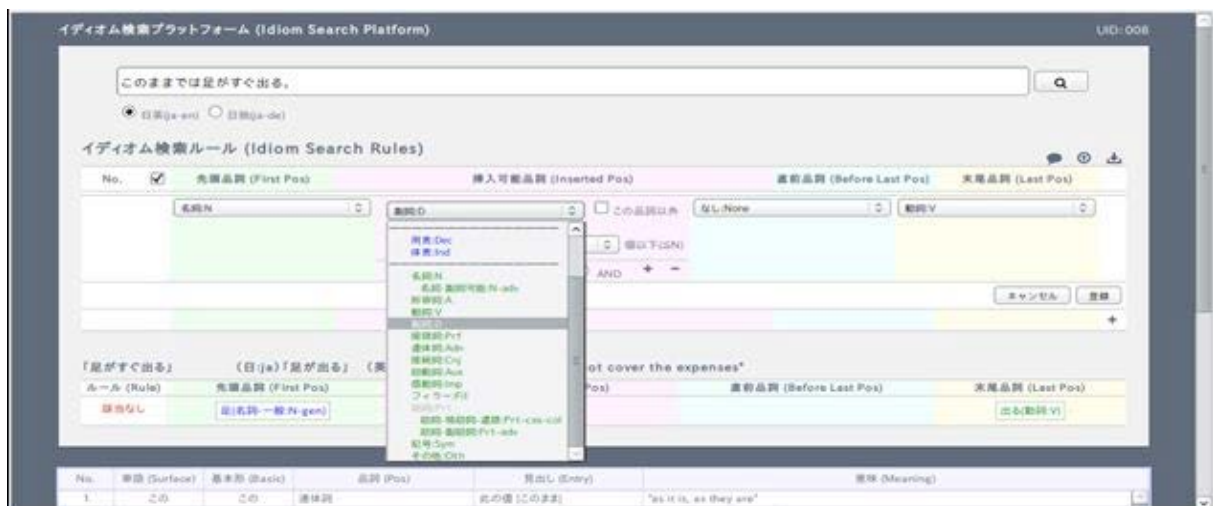 イディオム検索プラットフォーム (Idiom Search Platform) UID: 008
このままでは足がすぐ出る。
日英(ja-en) 日独(ja-de)
イディオム検索ルール (Idiom Search Rules)
No. 先頭品詞 (First Pos) 挿入可能品詞 (Inserted Pos) 直前品詞 (Before Last Pos) 末尾品詞 (Last Pos)
名詞:N 副詞:D この品詞以外 なし:None 動詞:V
用言:Dec
個以下(SN)
体言:Ind
AND + -
名詞:N
名詞-副詞可能:N-adv
形容詞:A
キャンセル 登録
動詞:V
副詞:D
+
接頭詞:Prf
連体詞:Adn
接続詞:Cnj
助動詞:Aux
感動詞:Imp
フィラー:Fil
助詞:Prt
助詞-格助詞-連語:Prt-cas-col
助詞-副助詞:Prt-adv
記号:Sym
その他:Oth
「足がすぐ出る」 (日:ja)「足が出る」 (英 ot cover the expenses"
ルール (Rule) 先頭品詞 (First Pos) Pos) 直前品詞 (Before Last Pos) 末尾品詞 (Last Pos)
該当なし 足(名詞-一般:N-gen) 出る(動詞:V)
No. 単語 (Surface) 基本形 (Basic) 品詞 (Pos) 見出し (Entry) 意味 (Meaning)
1 この この 連体詞 此の儘 [このまま] "as it is, as they are"